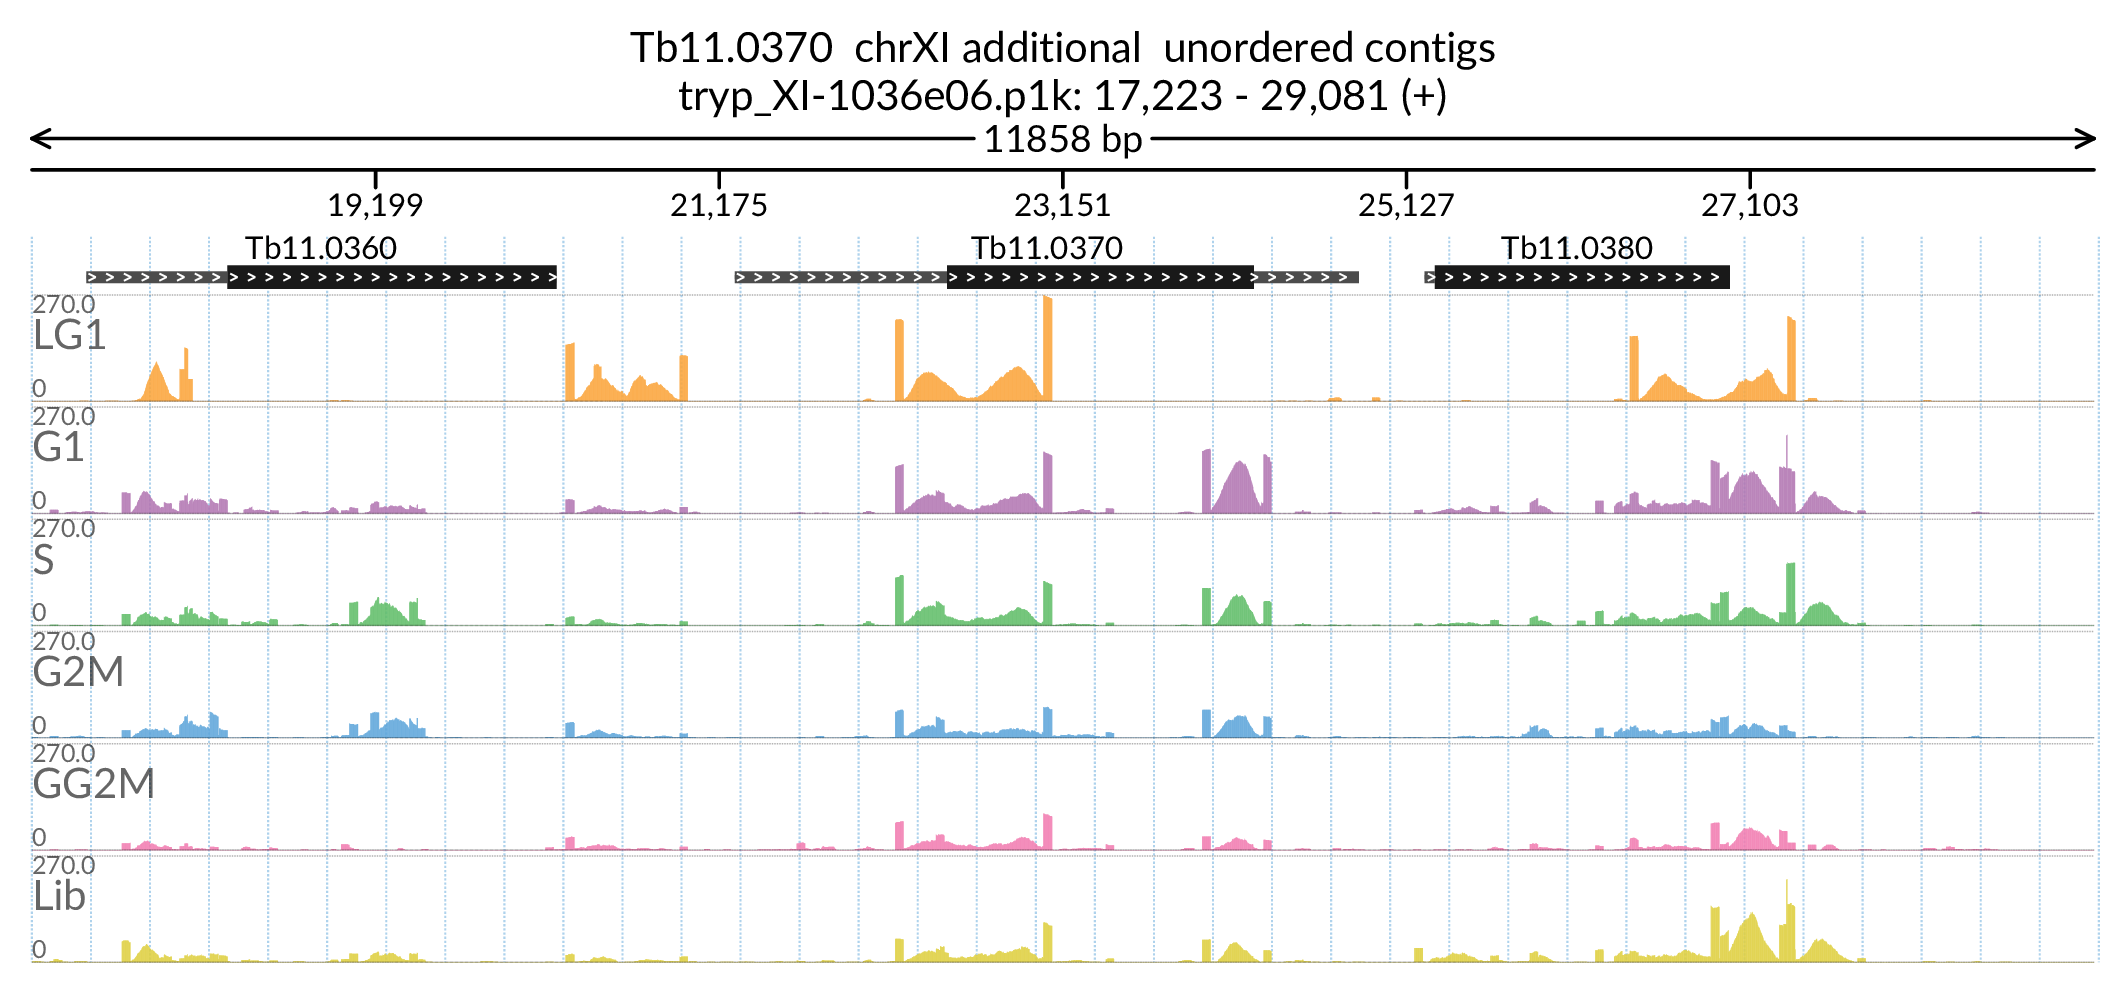 Tb11.0370 chrXI additional unordered contigs
tryp_XI-1036e06.p1k: 17,223 - 29,081 (+)
11858 bp
19,199 21,175 23,151 25,127 27,103
Tb11.0360 Tb11.0370 Tb11.0380
270.0
LG1
0
270.0
G1
0
270.0
S
0
270.0
G2M
0
270.0
GG2M
0
270.0
Lib
0